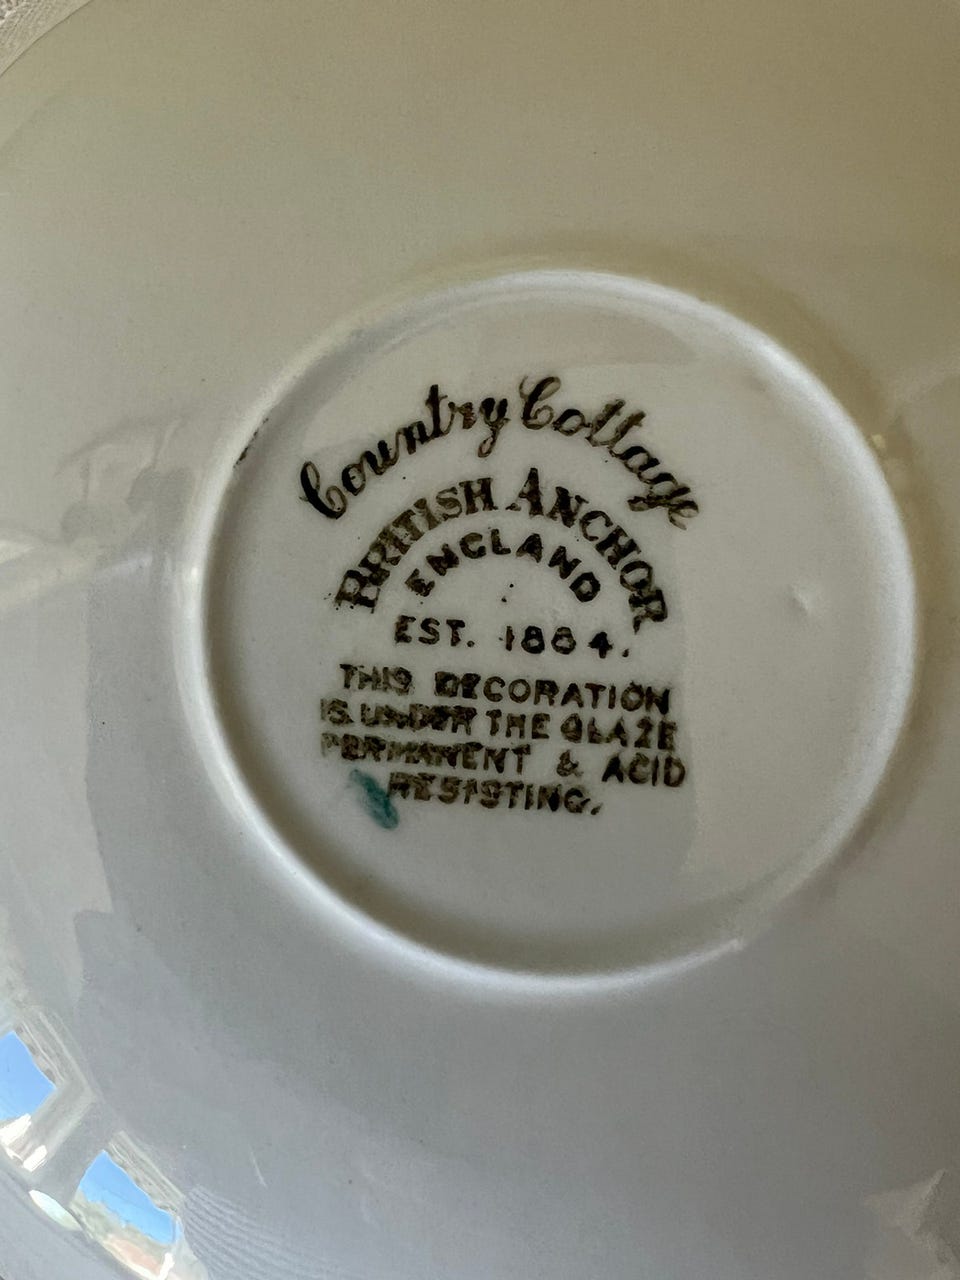 Country Cottage
BRITISH ANCHOR
ENGLAND
EST. 1884.
THIS DECORATION
IS UNDER THE GLAZE
PERMANENT & ACID
RESISTING.